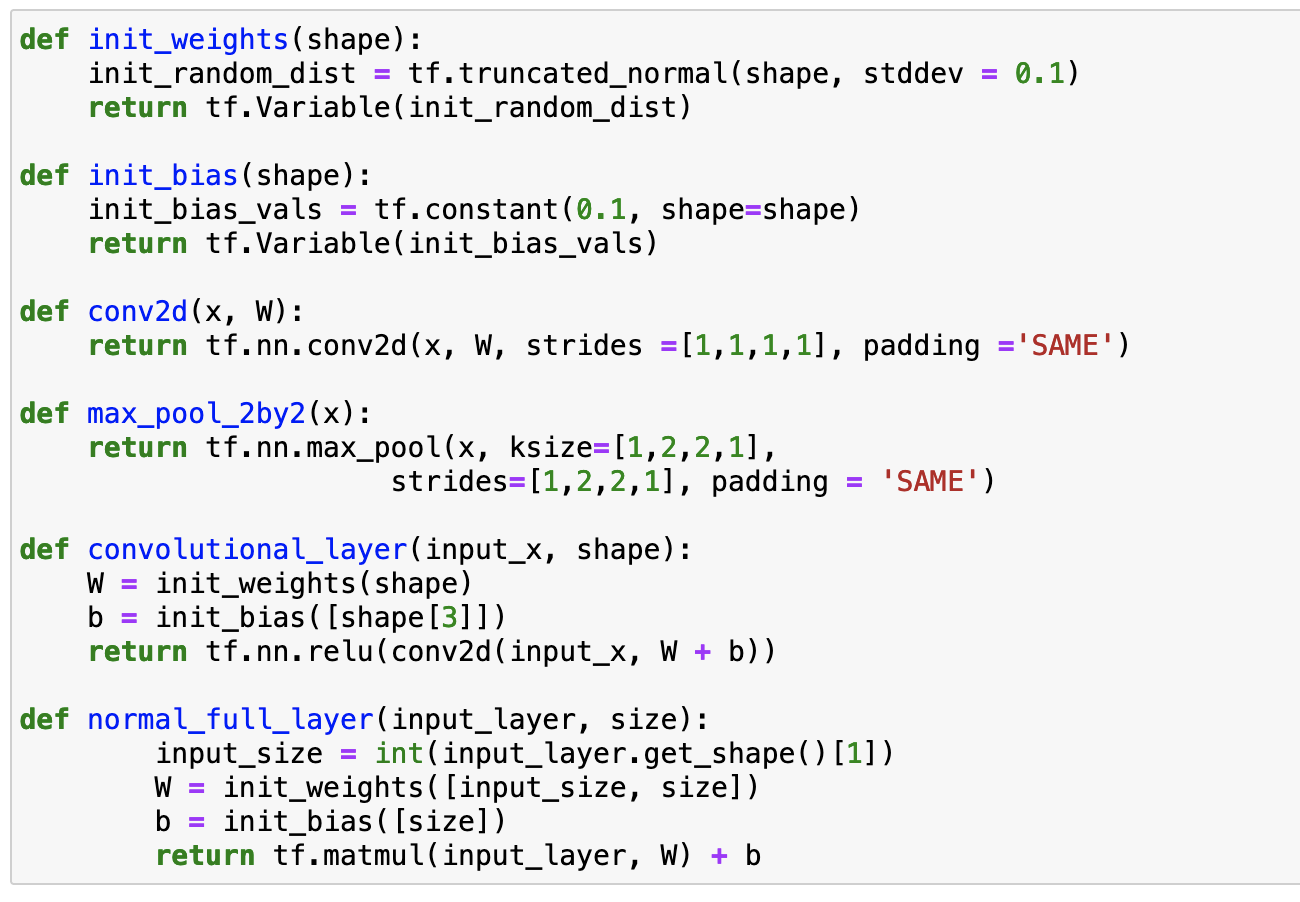 def init_weights(shape):
    init_random_dist = tf.truncated_normal(shape, stddev = 0.1)
    return tf.Variable(init_random_dist)

def init_bias(shape):
    init_bias_vals = tf.constant(0.1, shape=shape)
    return tf.Variable(init_bias_vals)

def conv2d(x, W):
    return tf.nn.conv2d(x, W, strides =[1,1,1,1], padding ='SAME')

def max_pool_2by2(x):
    return tf.nn.max_pool(x, ksize=[1,2,2,1],
                      strides=[1,2,2,1], padding = 'SAME')

def convolutional_layer(input_x, shape):
    W = init_weights(shape)
    b = init_bias([shape[3]])
    return tf.nn.relu(conv2d(input_x, W + b))

def normal_full_layer(input_layer, size):
        input_size = int(input_layer.get_shape()[1])
        W = init_weights([input_size, size])
        b = init_bias([size])
        return tf.matmul(input_layer, W) + b